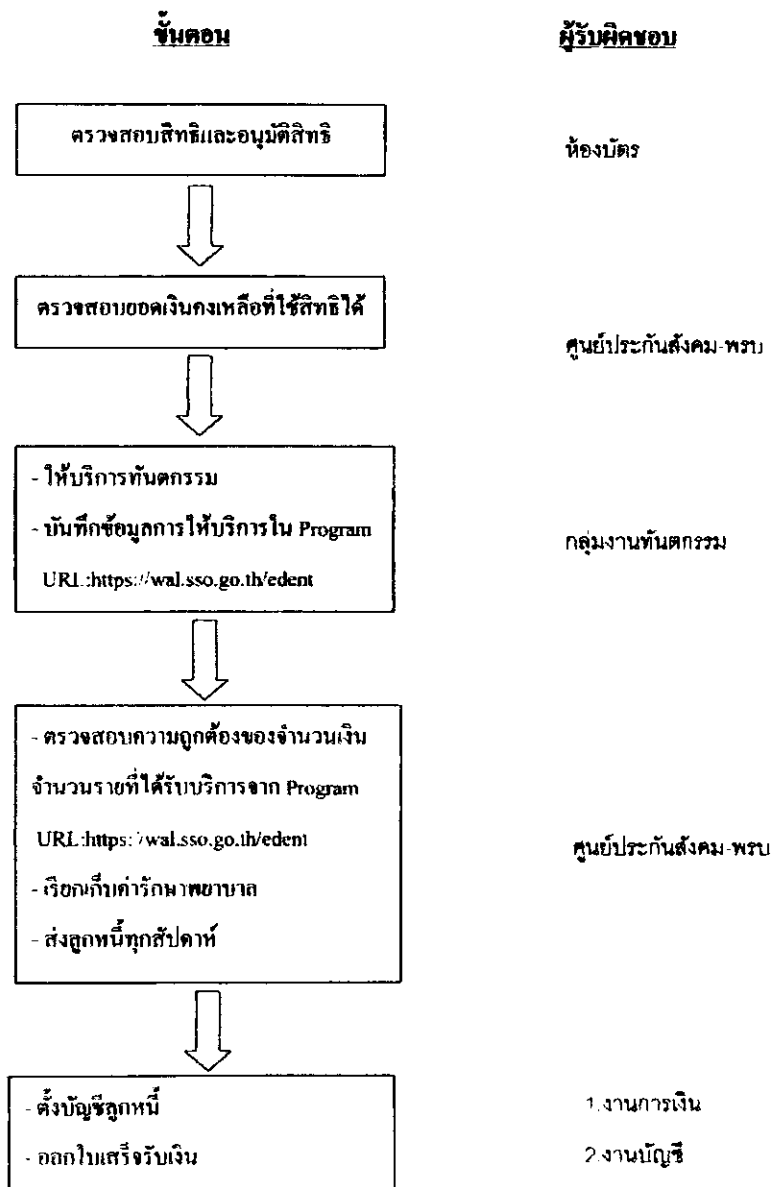 ขั้นตอน ผู้รับผิดชอบ
ตรวจสอบสิทธิและอนุมัติสิทธิ
ห้องบัตร
ตรวจสอบยอดเงินคงเหลือที่ใช้สิทธิได้
ศูนย์ประกันสังคม-พรบ
- ให้บริการทันตกรรม
- บันทึกข้อมูลการให้บริการใน Program
URL:https://wal.sso.go.th/edent
กลุ่มงานทันตกรรม
- ตรวจสอบความถูกต้องของจำนวนเงิน
จำนวนรายที่ได้รับบริการจาก Program
URL:https://wal.sso.go.th/edent
- เรียกเก็บค่ารักษาพยาบาล
- ส่งลูกหนี้ทุกสัปดาห์
ศูนย์ประกันสังคม-พรบ
- ตั้งบัญชีลูกหนี้
- ออกใบเสร็จรับเงิน
1.งานการเงิน
2.งานบัญชี